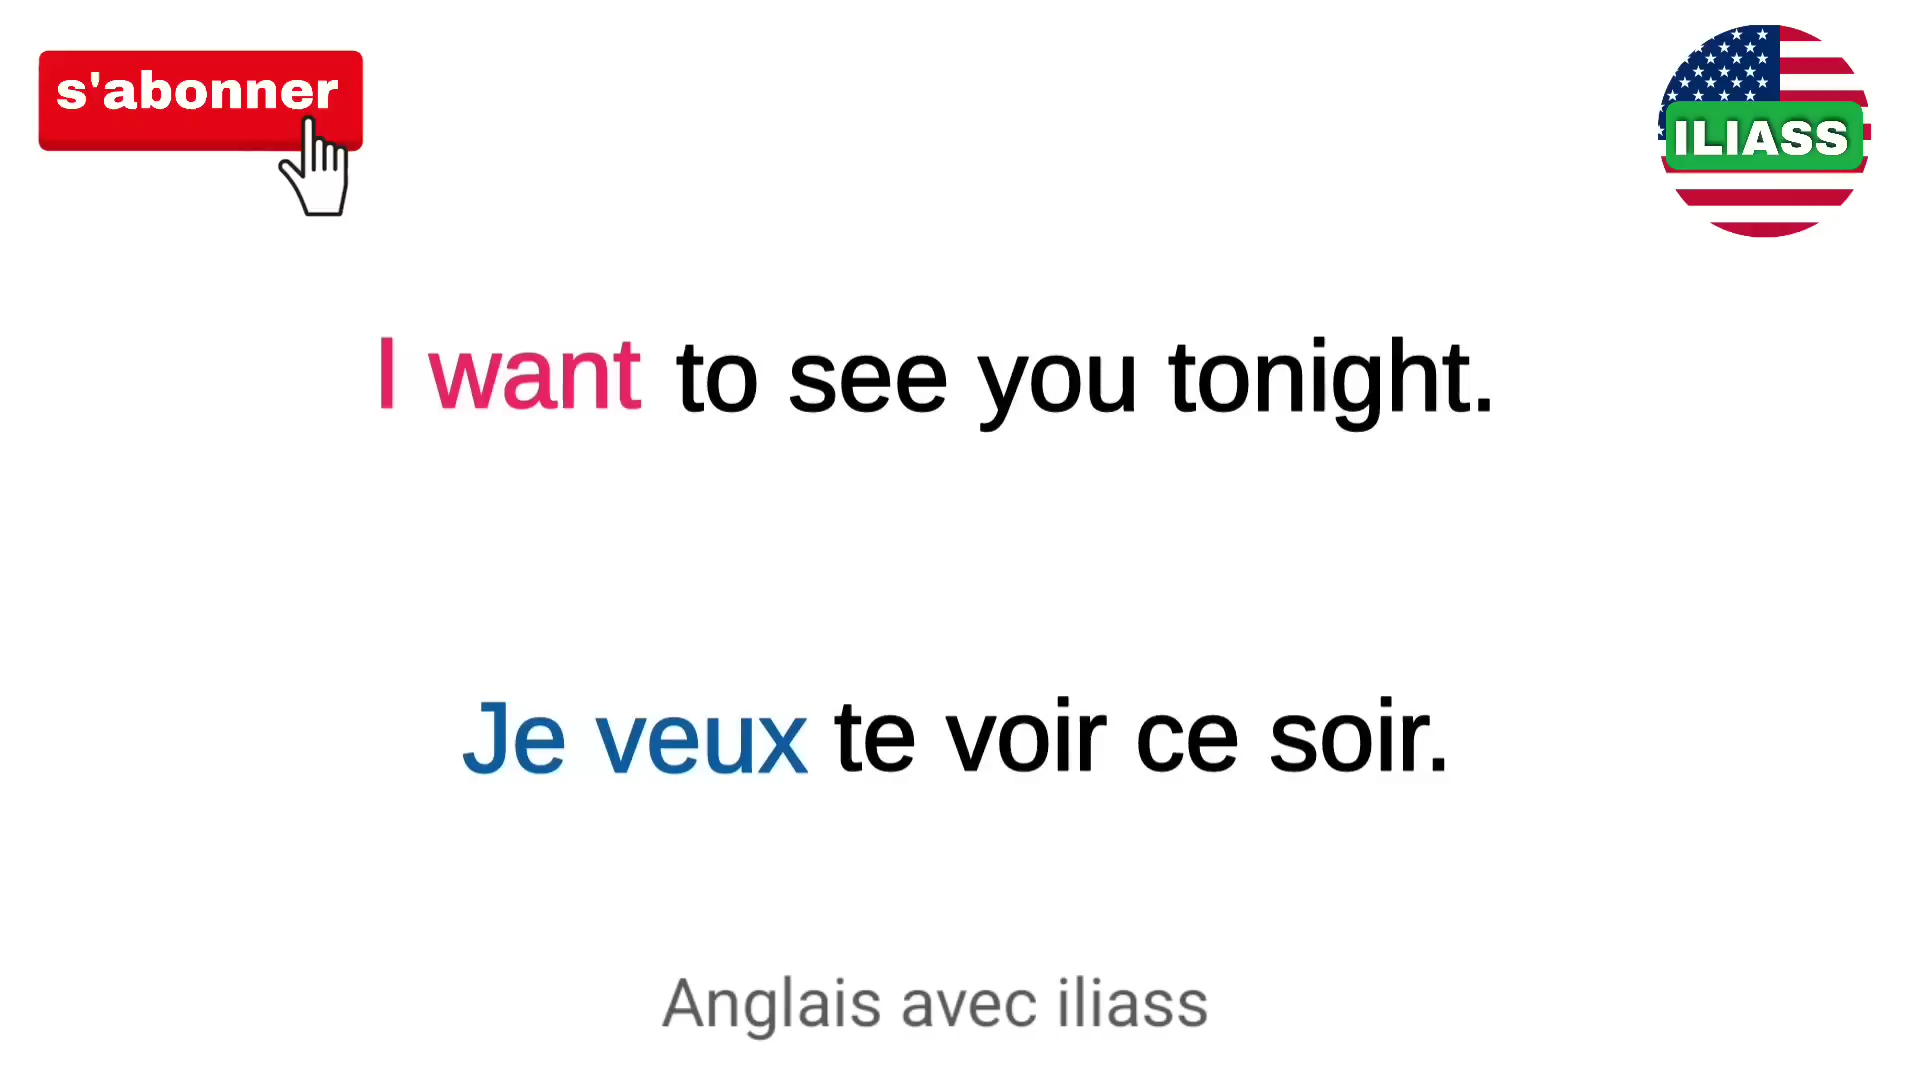 s'abonner
ILIASS
I want to see you tonight.
Je veux te voir ce soir.
Anglais avec iliass